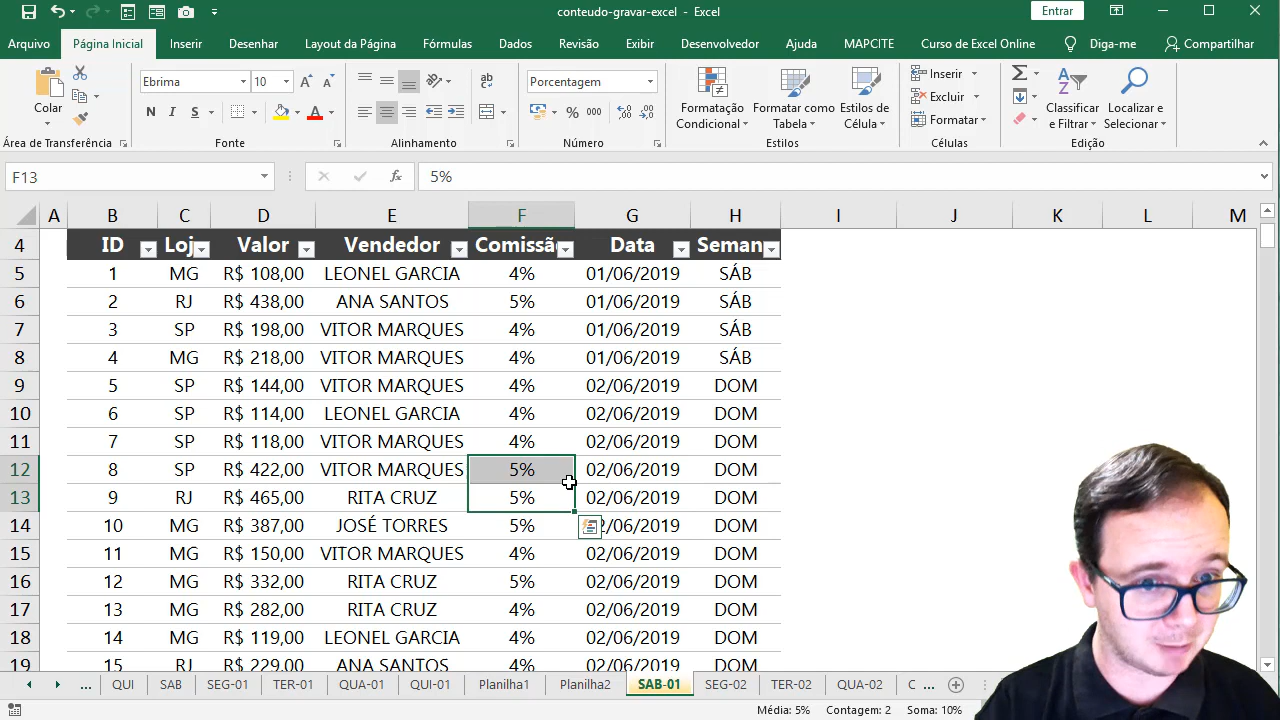 conteudo-gravar-excel - Excel
Entrar
Arquivo Página Inicial Inserir Desenhar Layout da Página Fórmulas Dados Revisão Exibir Desenvolvedor Ajuda MAPCITE Curso de Excel Online Diga-me Compartilhar
Colar
Ebrima 10
N I S
ab
Porcentagem
% 000
Formatação Condicional
Formatar como Tabela
Estilos de Célula
Inserir
Excluir
Formatar
Classificar e Filtrar
Localizar e Selecionar
Área de Transferência Fonte Alinhamento Número Estilos Células Edição
F13 fx 5%
A B C D E F G H I J K L M
4 ID Loj Valor Vendedor Comissão Data Seman
5 1 MG R$ 108,00 LEONEL GARCIA 4% 01/06/2019 SÁB
6 2 RJ R$ 438,00 ANA SANTOS 5% 01/06/2019 SÁB
7 3 SP R$ 198,00 VITOR MARQUES 4% 01/06/2019 SÁB
8 4 MG R$ 218,00 VITOR MARQUES 4% 01/06/2019 SÁB
9 5 SP R$ 144,00 VITOR MARQUES 4% 02/06/2019 DOM
10 6 SP R$ 114,00 LEONEL GARCIA 4% 02/06/2019 DOM
11 7 SP R$ 118,00 VITOR MARQUES 4% 02/06/2019 DOM
12 8 SP R$ 422,00 VITOR MARQUES 5% 02/06/2019 DOM
13 9 RJ R$ 465,00 RITA CRUZ 5% 02/06/2019 DOM
14 10 MG R$ 387,00 JOSÉ TORRES 5% 2/06/2019 DOM
15 11 MG R$ 150,00 VITOR MARQUES 4% 02/06/2019 DOM
16 12 MG R$ 332,00 RITA CRUZ 5% 02/06/2019 DOM
17 13 MG R$ 282,00 RITA CRUZ 4% 02/06/2019 DOM
18 14 MG R$ 119,00 LEONEL GARCIA 4% 02/06/2019 DOM
19 15 RJ R$ 229,00 ANA SANTOS 4% 02/06/2019 DOM
... QUI SAB SEG-01 TER-01 QUA-01 QUI-01 Planilha1 Planilha2 SAB-01 SEG-02 TER-02 QUA-02 C ...
Média: 5% Contagem: 2 Soma: 10%